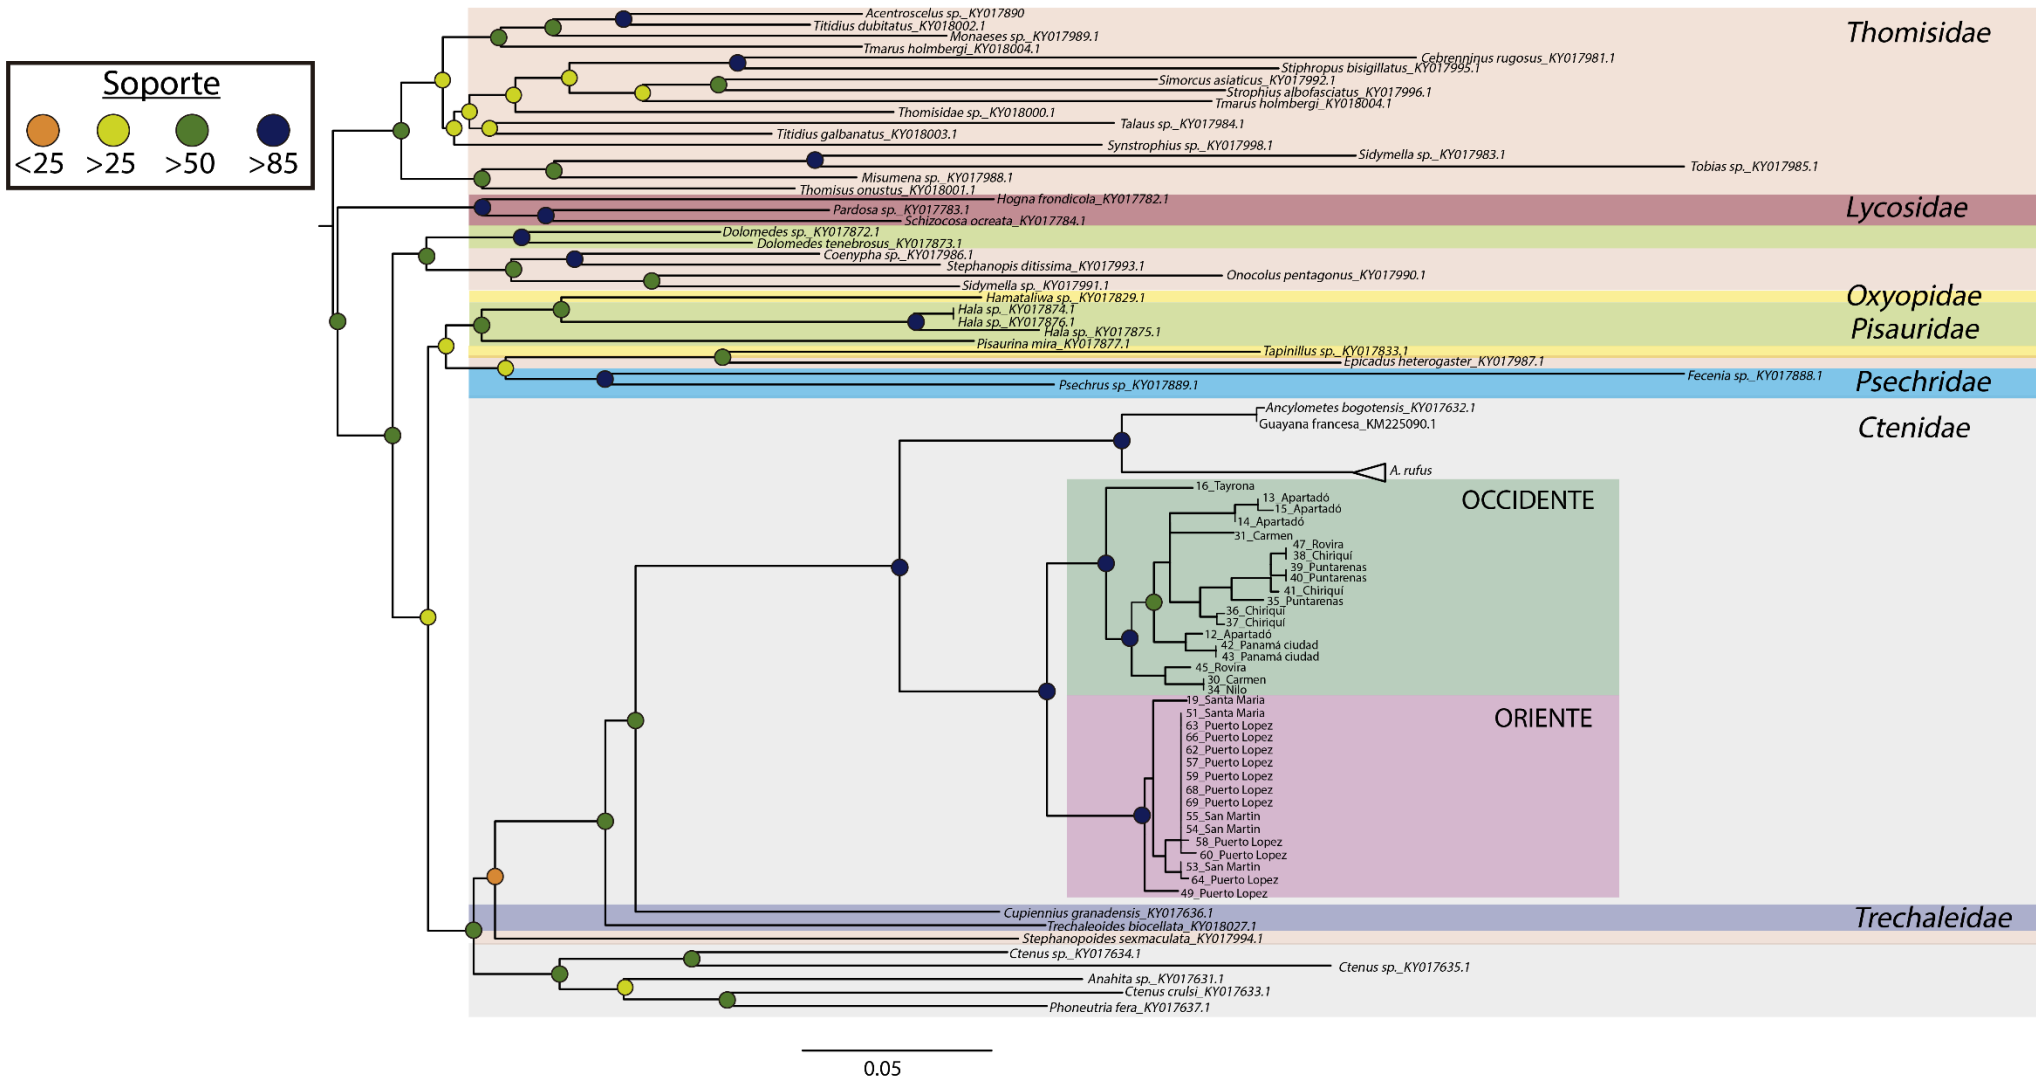 Soporte
<25 >25 >50 >85
Thomisidae
Acentroscelus sp._KY017890
Titidius dubitatus_KY018002.1
Monaeses sp._KY017989.1
Tmarus holmbergi_KY018004.1
Cebrenninus rugosus_KY017981.1
Stiphropus bisigillatus_KY017995.1
Simorcus asiaticus_KY017992.1
Strophius albofasciatus_KY017996.1
Tmarus holmbergi_KY018004.1
Thomisidae sp._KY018000.1
Talaus sp._KY017984.1
Titidius galbanatus_KY018003.1
Synstrophius sp._KY017998.1
Sidymella sp._KY017983.1
Tobias sp._KY017985.1
Misumena sp._KY017988.1
Thomisus onustus_KY018001.1
Lycosidae
Hogna frondicola_KY017782.1
Pardosa sp._KY017783.1
Schizocosa ocreata_KY017784.1
Dolomedes sp._KY017872.1
Dolomedes tenebrosus_KY017873.1
Coenypha sp._KY017986.1
Stephanopis ditissima_KY017993.1
Onocolus pentagonus_KY017990.1
Sidymella sp._KY017991.1
Oxyopidae
Hamataliwa sp._KY017829.1
Pisauridae
Hala sp._KY017874.1
Hala sp._KY017876.1
Hala sp._KY017875.1
Pisaurina mira_KY017877.1
Tapinillus sp._KY017833.1
Epicadus heterogaster_KY017987.1
Psechridae
Fecenia sp._KY017888.1
Psechrus sp_KY017889.1
Ctenidae
Ancylometes bogotensis_KY017632.1
Guayana francesa_KM225090.1
A. rufus
OCCIDENTE
16_Tayrona
13_Apartadó
15_Apartadó
14_Apartadó
31_Carmen
47_Rovira
38_Chiriquí
39_Puntarenas
40_Puntarenas
41_Chiriquí
35_Puntarenas
36_Chiriquí
37_Chiriquí
12_Apartadó
42_Panamá ciudad
43_Panamá ciudad
45_Rovira
30_Carmen
34_Nilo
ORIENTE
19_Santa Maria
51_Santa Maria
63_Puerto Lopez
66_Puerto Lopez
62_Puerto Lopez
57_Puerto Lopez
59_Puerto Lopez
68_Puerto Lopez
69_Puerto Lopez
55_San Martin
54_San Martin
58_Puerto Lopez
60_Puerto Lopez
53_San Martin
64_Puerto Lopez
49_Puerto Lopez
Trechaleidae
Cupiennius granadensis_KY017636.1
Trechaleoides biocellata_KY018027.1
Stephanopoides sexmaculata_KY017994.1
Ctenus sp._KY017634.1
Ctenus sp._KY017635.1
Anahita sp._KY017631.1
Ctenus crulsi_KY017633.1
Phoneutria fera_KY017637.1
0.05